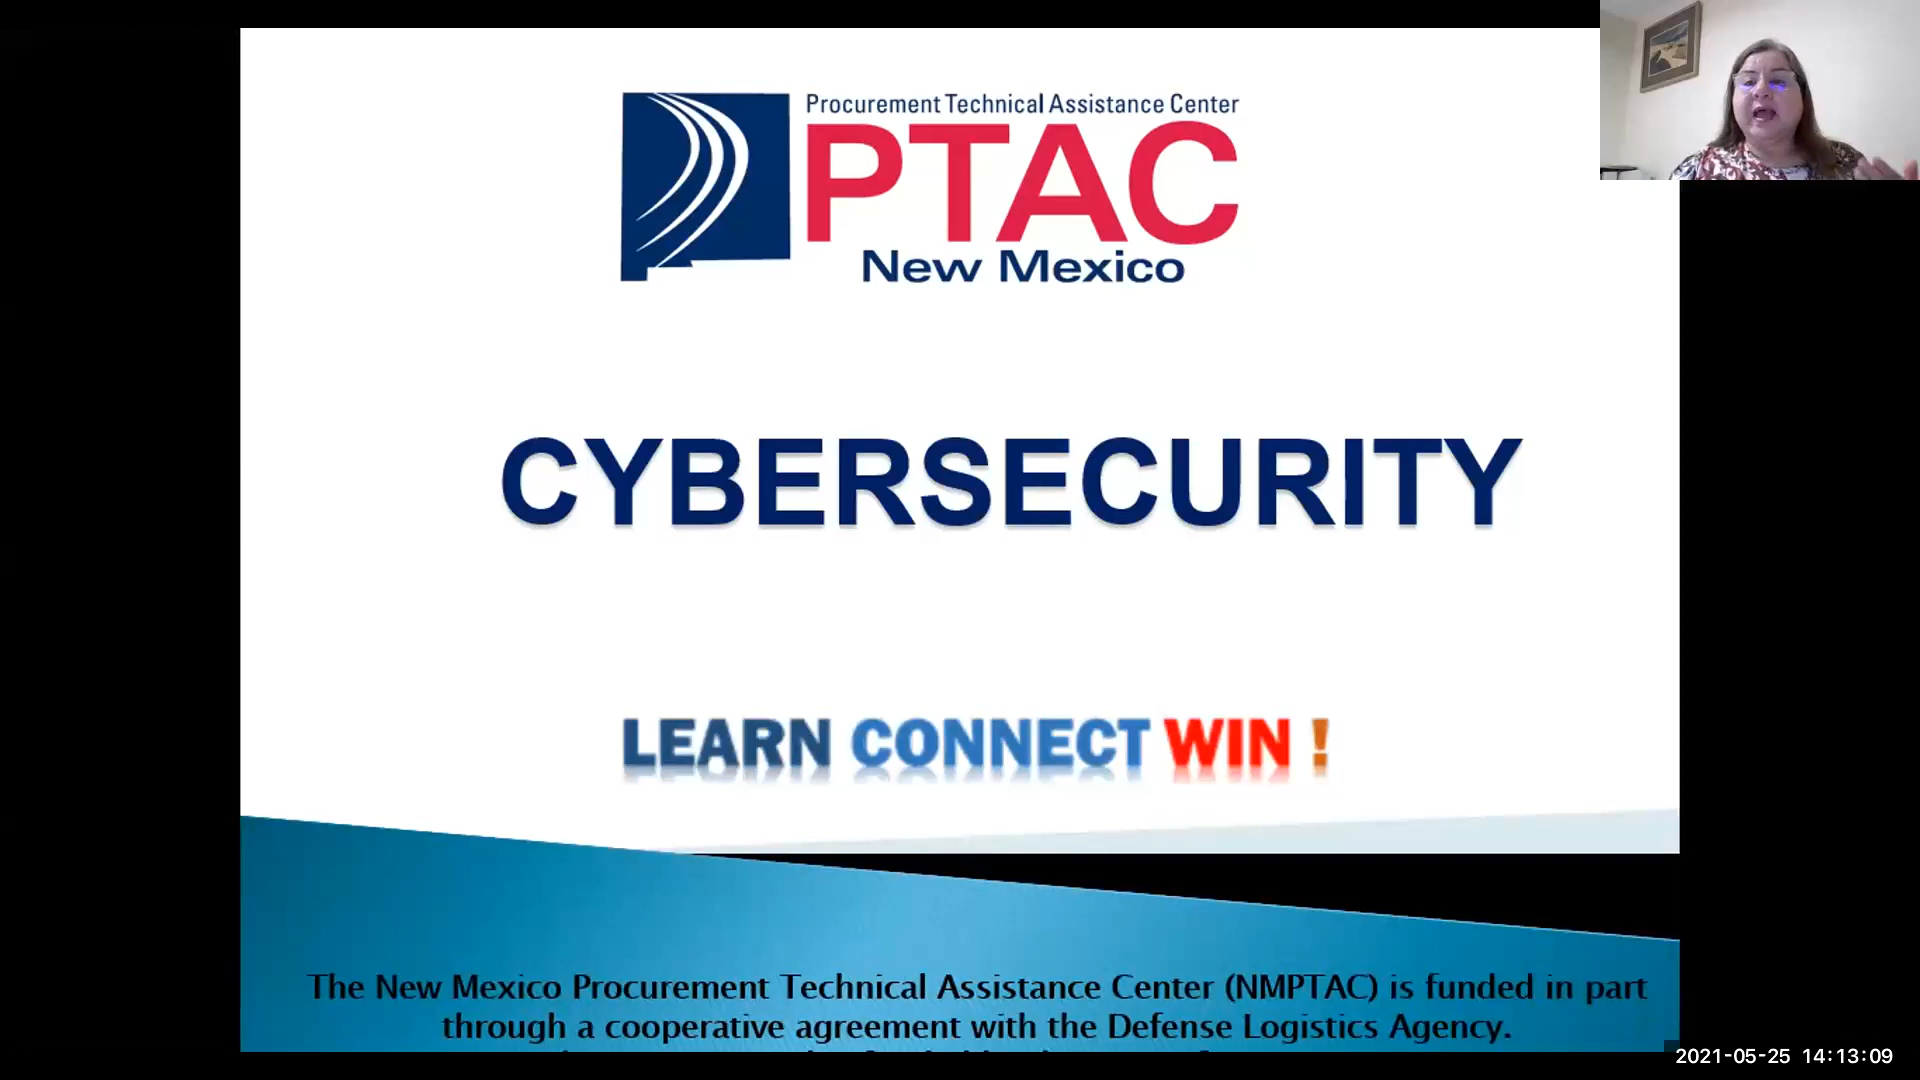 Procurement Technical Assistance Center
PTAC
New Mexico
CYBERSECURITY
LEARN CONNECT WIN !
The New Mexico Procurement Technical Assistance Center (NMPTAC) is funded in part
through a cooperative agreement with the Defense Logistics Agency.
2021-05-25 14:13:09